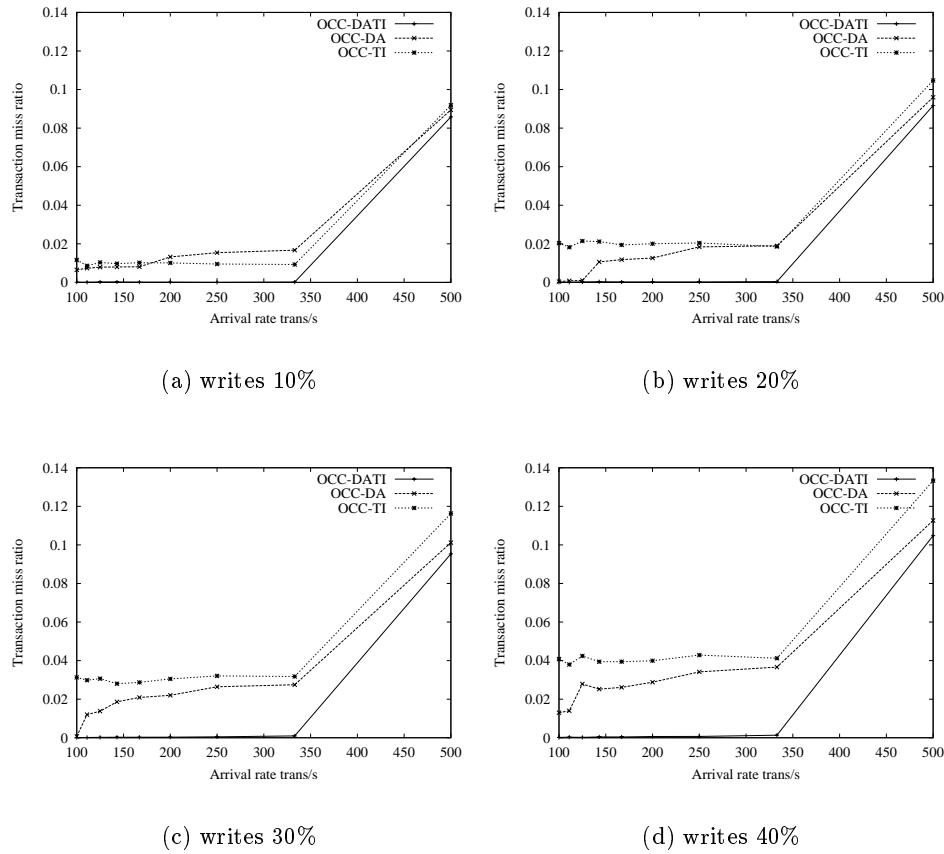 0.14
0.12
0.1
0.08
0.06
0.04
0.02
0
Transaction miss ratio
OCC-DATI
OCC-DA
OCC-TI
100 150 200 250 300 350 400 450 500
Arrival rate trans/s
(a) writes 10%
0.14
0.12
0.1
0.08
0.06
0.04
0.02
0
Transaction miss ratio
OCC-DATI
OCC-DA
OCC-TI
100 150 200 250 300 350 400 450 500
Arrival rate trans/s
(b) writes 20%
0.14
0.12
0.1
0.08
0.06
0.04
0.02
0
Transaction miss ratio
OCC-DATI
OCC-DA
OCC-TI
100 150 200 250 300 350 400 450 500
Arrival rate trans/s
(c) writes 30%
0.14
0.12
0.1
0.08
0.06
0.04
0.02
0
Transaction miss ratio
OCC-DATI
OCC-DA
OCC-TI
100 150 200 250 300 350 400 450 500
Arrival rate trans/s
(d) writes 40%